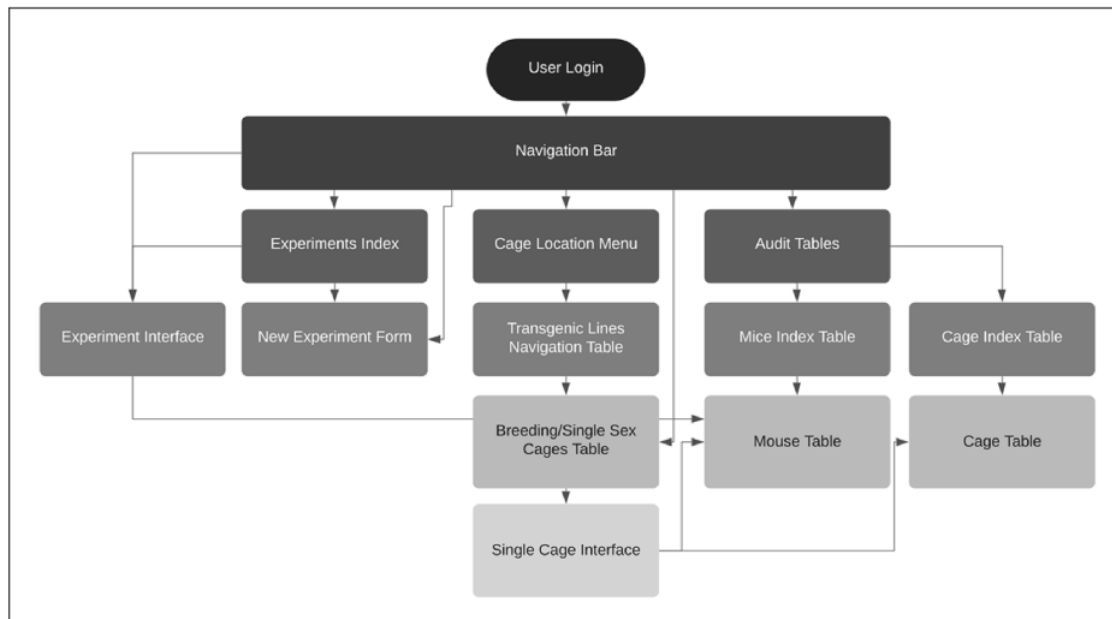 User Login
Navigation Bar
Experiments Index
Cage Location Menu
Audit Tables
Experiment Interface
New Experiment Form
Transgenic Lines
Navigation Table
Mice Index Table
Cage Index Table
Breeding/Single Sex
Cages Table
Mouse Table
Cage Table
Single Cage Interface